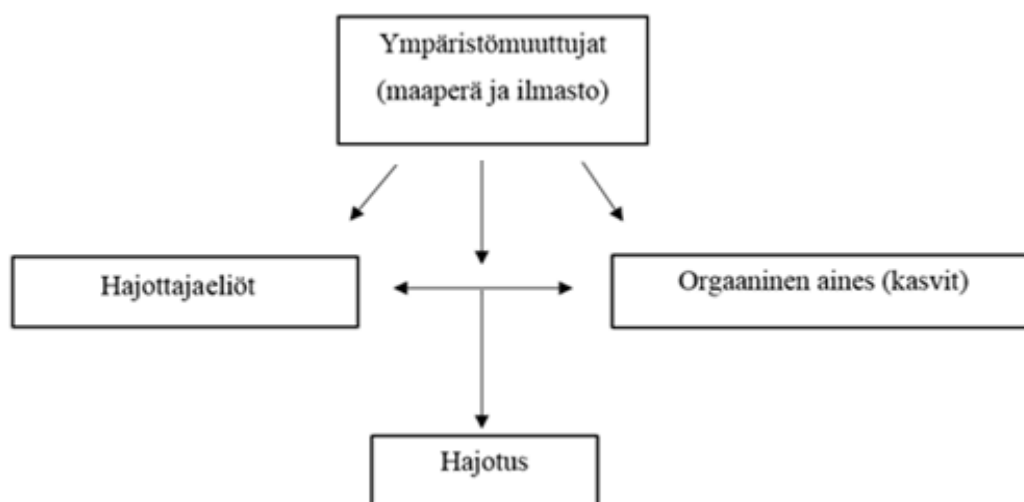 Ympäristömuuttujat
(maaperä ja ilmasto)
Hajottajaeliöt
Orgaaninen aines (kasvit)
Hajotus